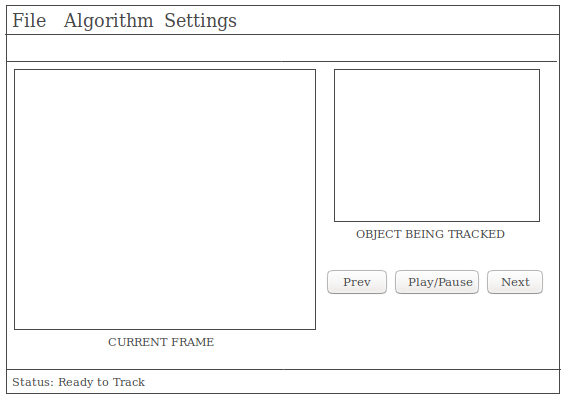 File Algorithm Settings
OBJECT BEING TRACKED
Prev Play/Pause Next
CURRENT FRAME
Status: Ready to Track